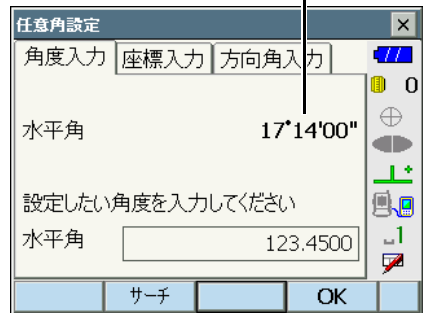 任意角設定
角度入力 座標入力 方向角入力
0
水平角 17°14'00"
設定したい角度を入力してください
水平角 123.4500
1
サーチ OK